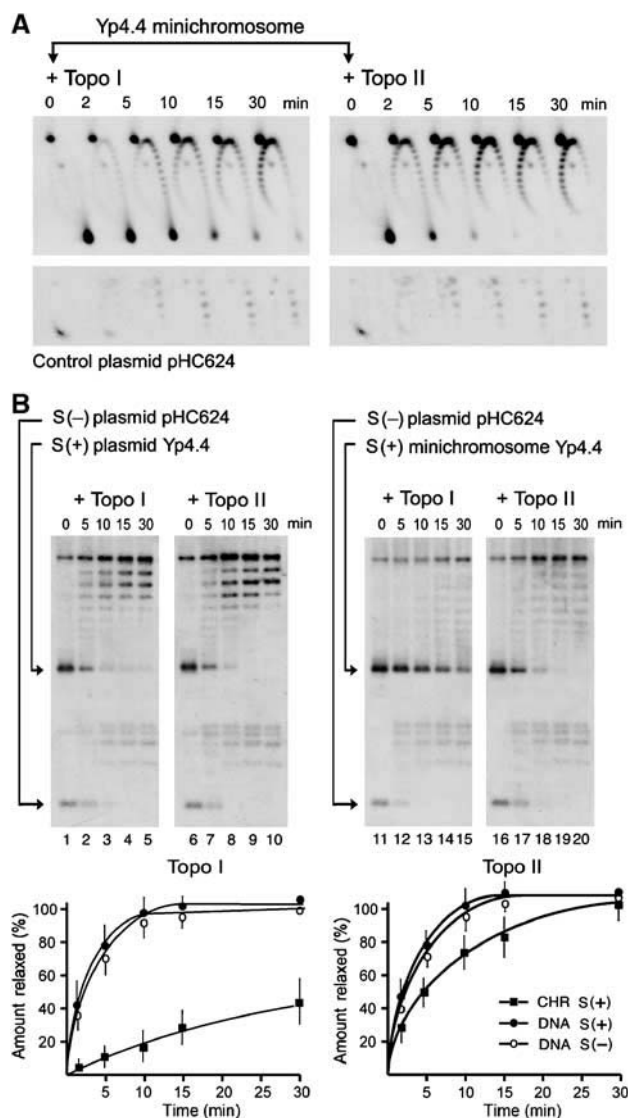 A
Yp4.4 minichromosome
+ Topo I
+ Topo II
0 2 5 10 15 30 min
0 2 5 10 15 30 min
Control plasmid pHC624
B
S(−) plasmid pHC624
S(+) plasmid Yp4.4
S(−) plasmid pHC624
S(+) minichromosome Yp4.4
+ Topo I
+ Topo II
+ Topo I
+ Topo II
0 5 10 15 30
0 5 10 15 30 min
0 5 10 15 30
0 5 10 15 30 min
1 2 3 4 5
6 7 8 9 10
11 12 13 14 15
16 17 18 19 20
Topo I
Amount relaxed (%)
100
80
60
40
20
5 10 15 20 25 30
Time (min)
Topo II
Amount relaxed (%)
100
80
60
40
20
CHR S(+)
DNA S(+)
DNA S(−)
5 10 15 20 25 30
Time (min)